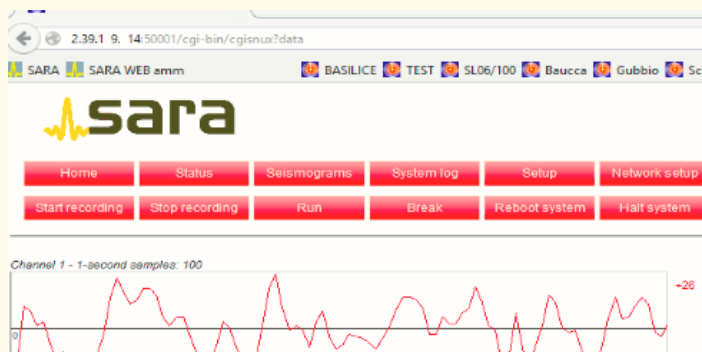 2.39.1 9. 14:50001/cgi-bin/cgisnux?data
SARA SARA WEB amm BASILICE TEST SL06/100 Baucca Gubbio Sc
sara
Home Status Seismograms System log Setup Network setup
Start recording Stop recording Run Break Reboot system Halt system
Channel 1 - 1-second samples: 100
+26
0